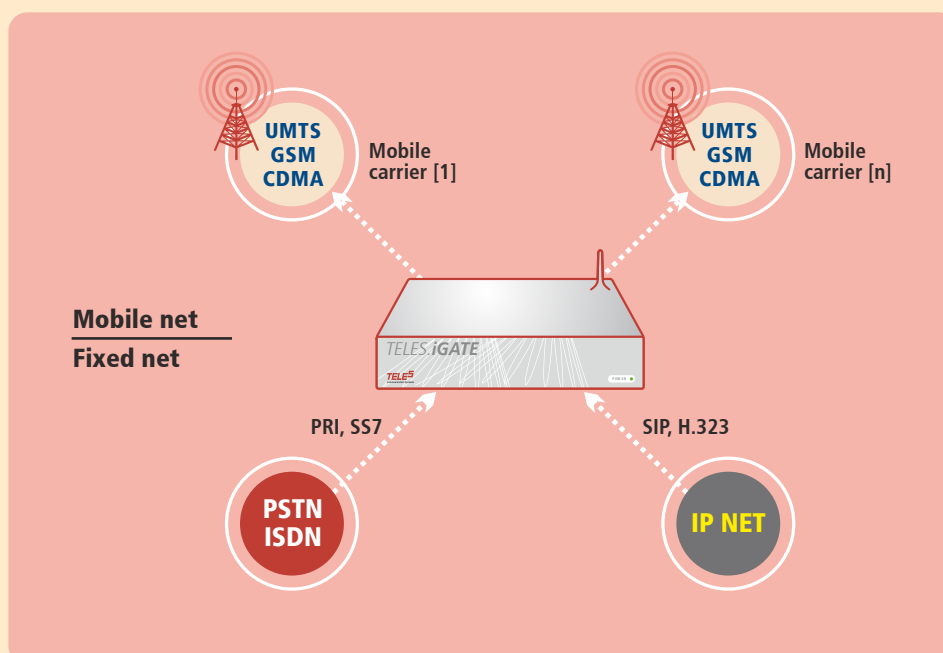 UMTS
GSM
CDMA
Mobile
carrier [1]
UMTS
GSM
CDMA
Mobile
carrier [n]
Mobile net
Fixed net
TELES.iGATE
TELES
POWER
PRI, SS7
SIP, H.323
PSTN
ISDN
IP NET